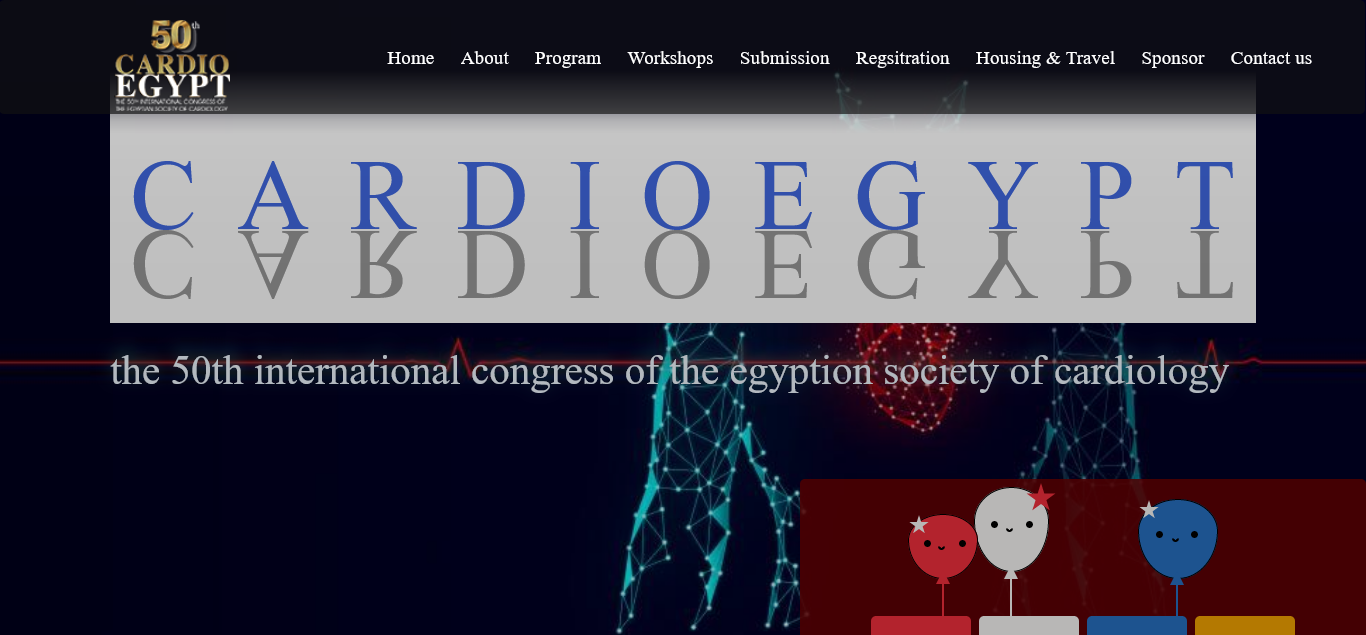 50th
CARDIO
EGYPT
THE 50TH INTERNATIONAL CONGRESS OF
THE EGYPTIAN SOCIETY OF CARDIOLOGY
Home About Program Workshops Submission Regsitration Housing & Travel Sponsor Contact us
CARDIOEGYPT
the 50th international congress of the egyption society of cardiology